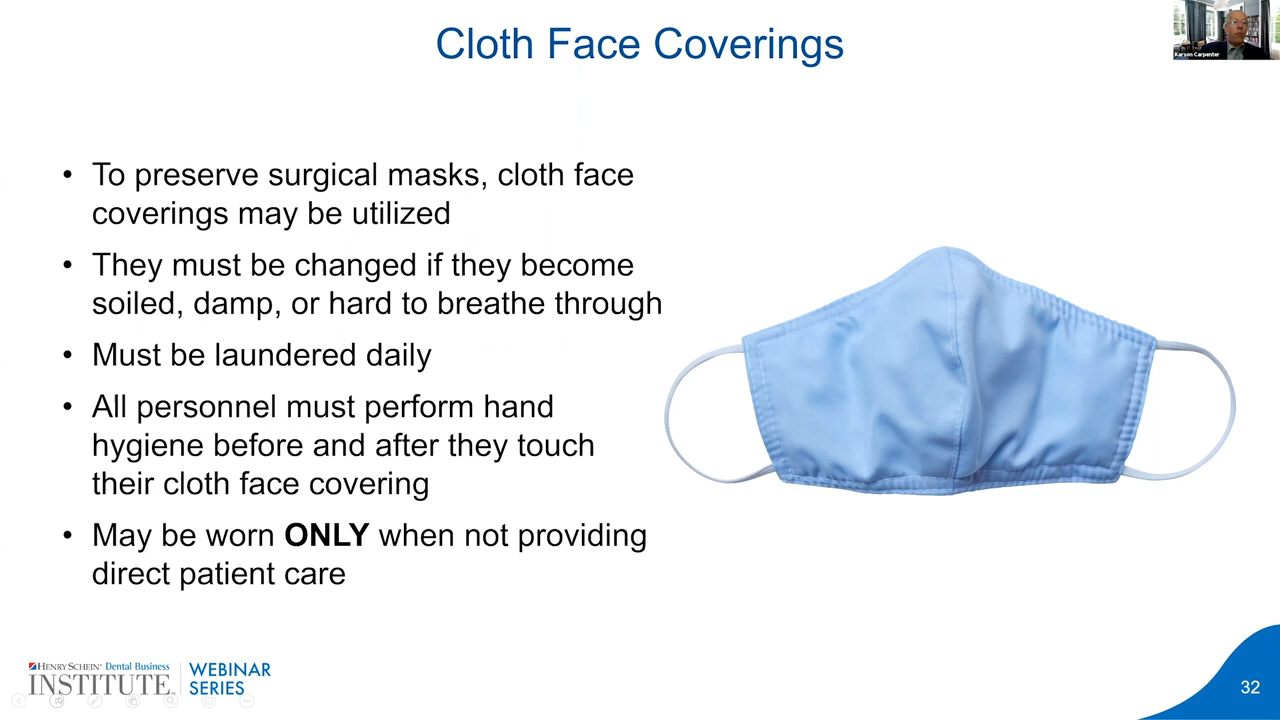 Cloth Face Coverings
Karson Carpenter
• To preserve surgical masks, cloth face
coverings may be utilized
• They must be changed if they become
soiled, damp, or hard to breathe through
• Must be laundered daily
• All personnel must perform hand
hygiene before and after they touch
their cloth face covering
• May be worn ONLY when not providing
direct patient care
HENRY SCHEIN® Dental Business
INSTITUTE™
WEBINAR
SERIES
32